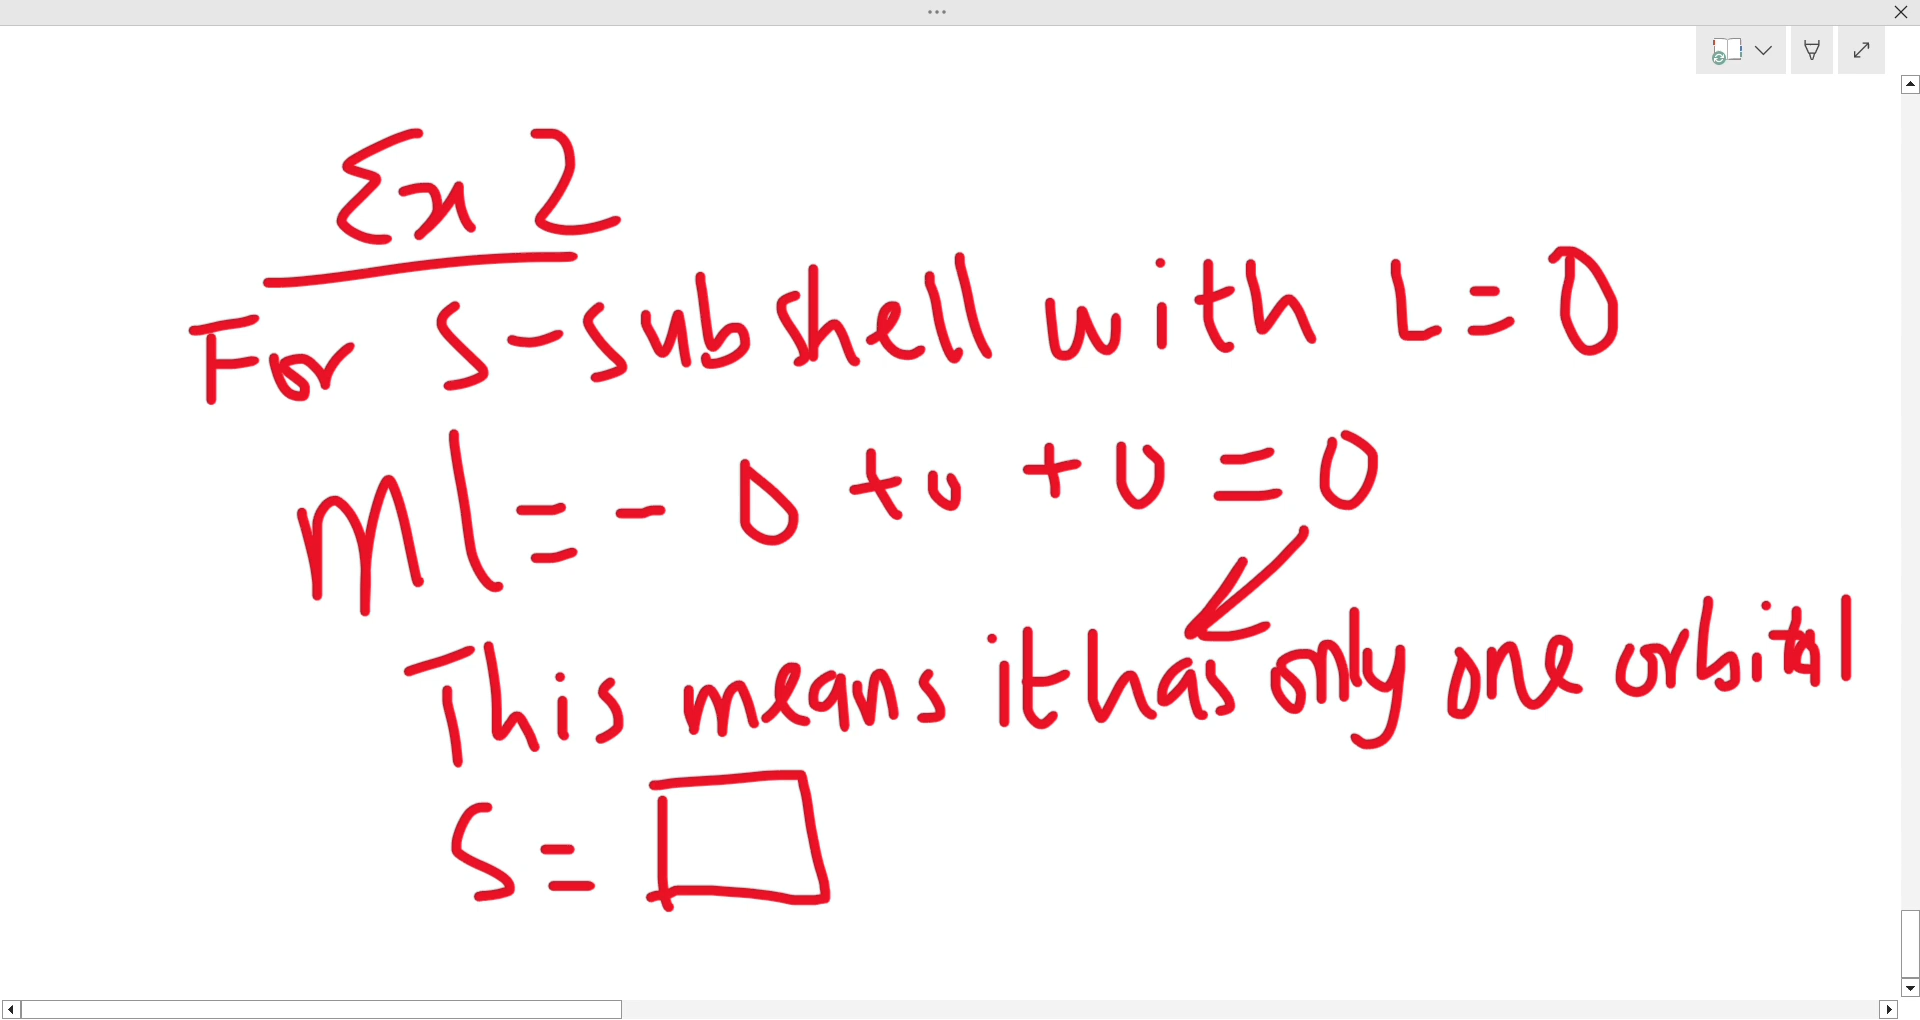 Ex 2
For S-subshell with L=0
Ml = - 0 to + 0 = 0
This means it has only one orbital
S =